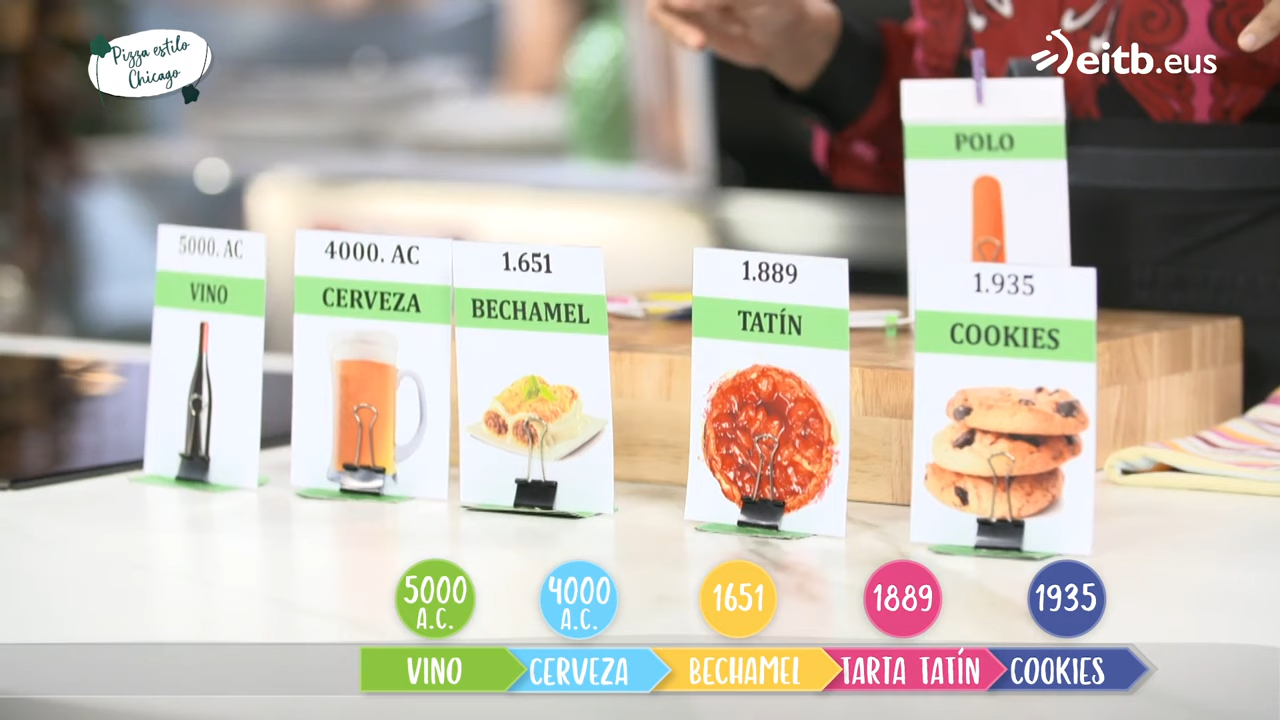 Pizza estilo
Chicago
eitb.eus
POLO
5000. AC
VINO
4000. AC
CERVEZA
1.651
BECHAMEL
1.889
TATÍN
1.935
COOKIES
5000
A.C.
4000
A.C.
1651
1889
1935
VINO
CERVEZA
BECHAMEL
TARTA TATÍN
COOKIES